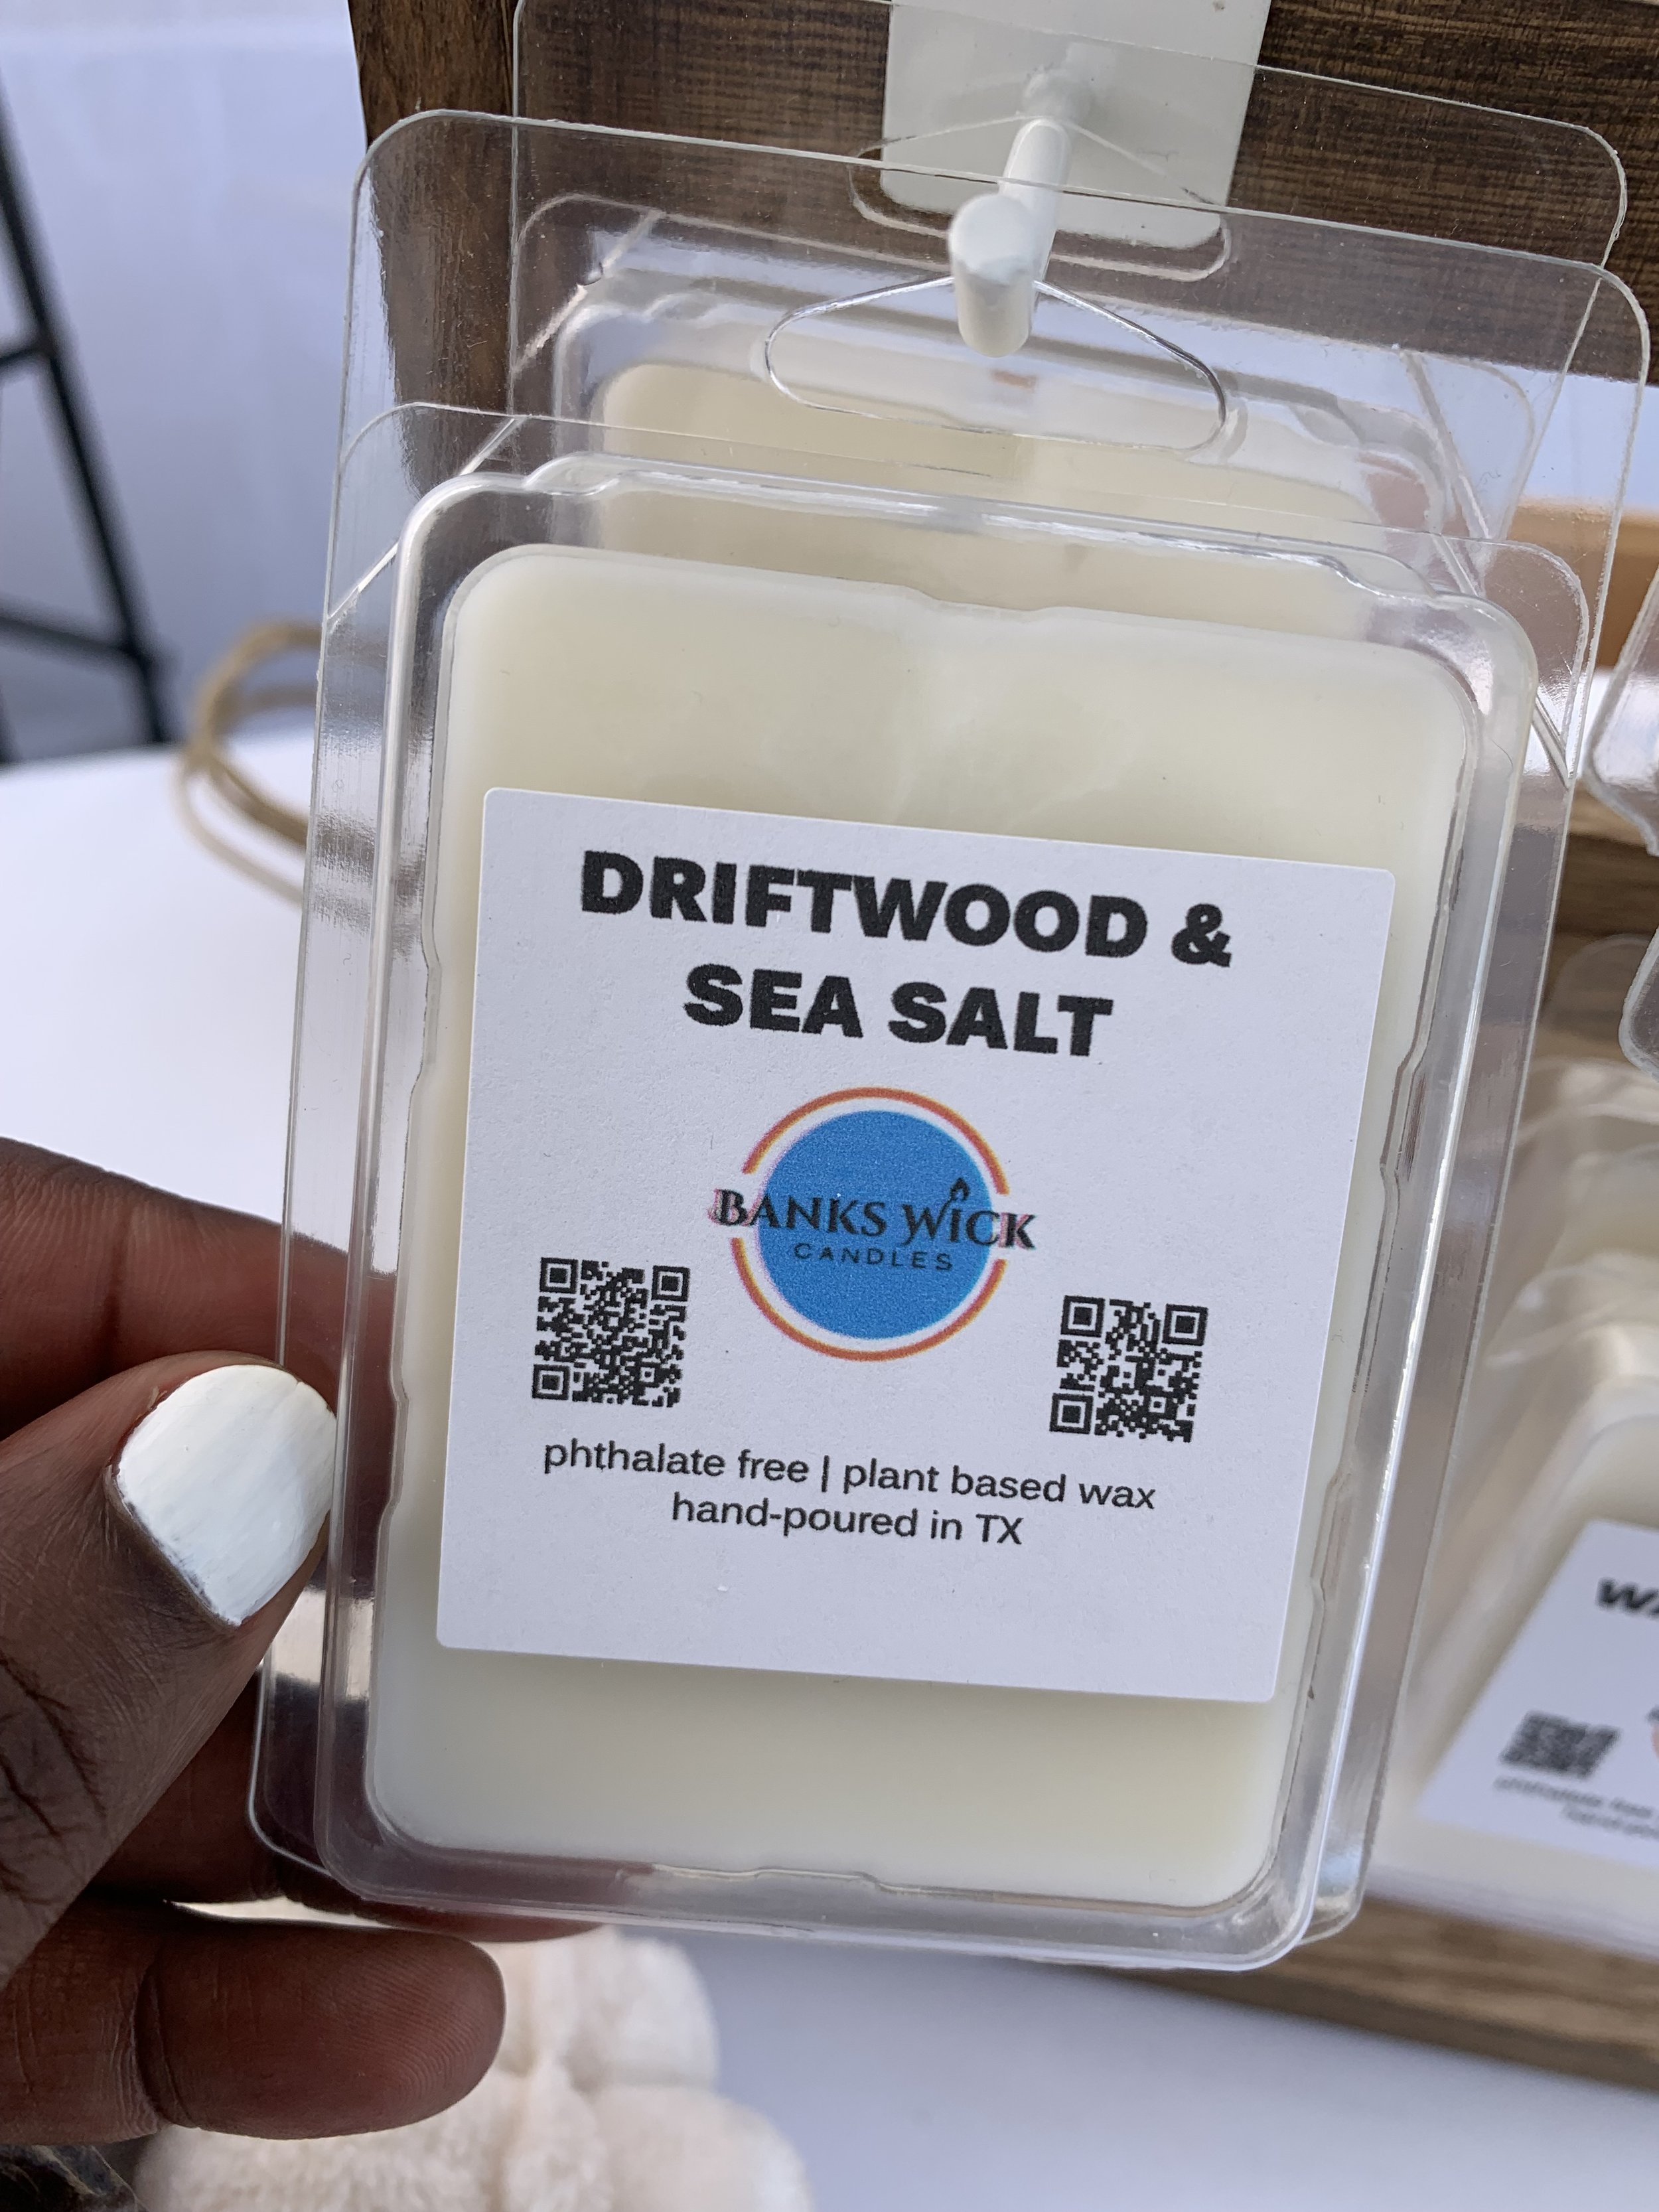 DRIFTWOOD &
SEA SALT
BANKS WICK
CANDLES
phthalate free | plant based wax
hand-poured in TX